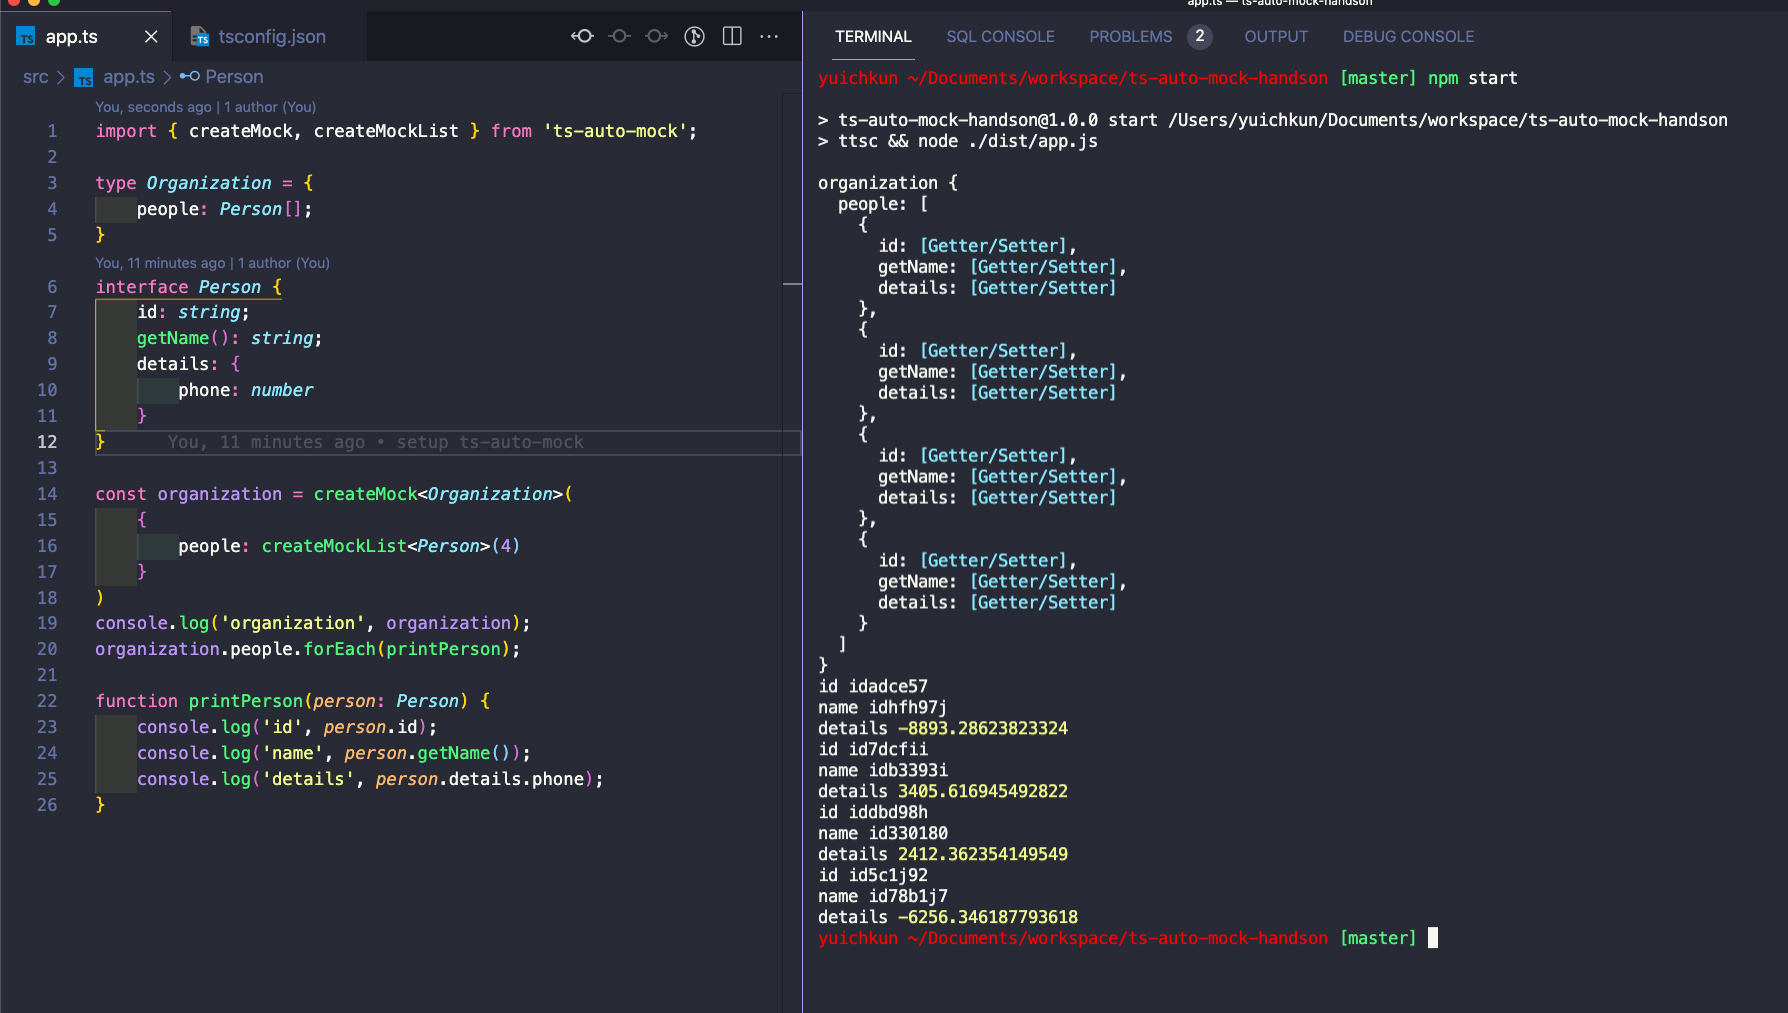 app.ts — ts-auto-mock-handson
TS app.ts
TS tsconfig.json
src > TS app.ts > Person
You, seconds ago | 1 author (You)
1 import { createMock, createMockList } from 'ts-auto-mock';
2
3 type Organization = {
4 people: Person[];
5 }
You, 11 minutes ago | 1 author (You)
6 interface Person {
7 id: string;
8 getName(): string;
9 details: {
10 phone: number
11 }
12 } You, 11 minutes ago • setup ts-auto-mock
13
14 const organization = createMock<Organization>(
15 {
16 people: createMockList<Person>(4)
17 }
18 )
19 console.log('organization', organization);
20 organization.people.forEach(printPerson);
21
22 function printPerson(person: Person) {
23 console.log('id', person.id);
24 console.log('name', person.getName());
25 console.log('details', person.details.phone);
26 }
TERMINAL SQL CONSOLE PROBLEMS 2 OUTPUT DEBUG CONSOLE
yuichkun ~/Documents/workspace/ts-auto-mock-handson [master] npm start
> ts-auto-mock-handson@1.0.0 start /Users/yuichkun/Documents/workspace/ts-auto-mock-handson
> ttsc && node ./dist/app.js
organization {
people: [
{
id: [Getter/Setter],
getName: [Getter/Setter],
details: [Getter/Setter]
},
{
id: [Getter/Setter],
getName: [Getter/Setter],
details: [Getter/Setter]
},
{
id: [Getter/Setter],
getName: [Getter/Setter],
details: [Getter/Setter]
},
{
id: [Getter/Setter],
getName: [Getter/Setter],
details: [Getter/Setter]
}
]
}
id idadce57
name idhfh97j
details -8893.28623823324
id id7dcfii
name idb3393i
details 3405.616945492822
id iddbd98h
name id330180
details 2412.362354149549
id id5c1j92
name id78b1j7
details -6256.346187793618
yuichkun ~/Documents/workspace/ts-auto-mock-handson [master]